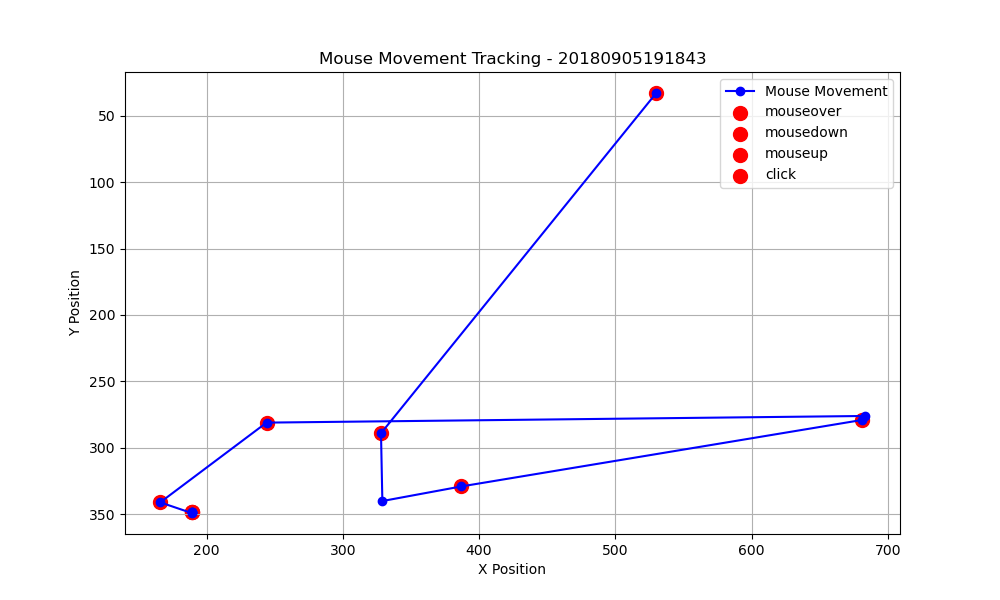 Mouse Movement Tracking - 20180905191843
Mouse Movement
mouseover
mousedown
mouseup
click
50
100
150
200
250
300
350
Y Position
200 300 400 500 600 700
X Position